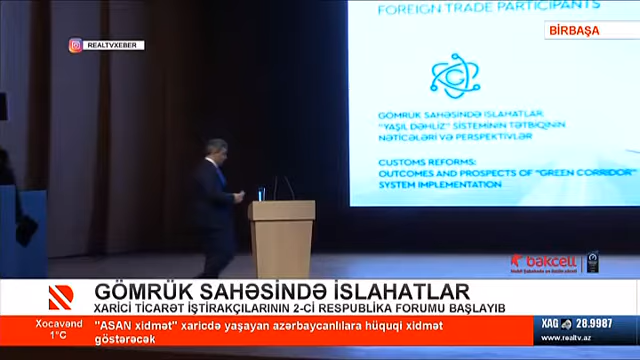 FOREIGN TRADE PARTICIPANTS
REALTVXEBER
BİRBAŞA
GÖMRÜK SAHƏSİNDƏ İSLAHATLAR:
"YAŞIL DƏHLİZ" SİSTEMİNİN TƏTBİQİNİN
NƏTİCƏLƏRİ VƏ PERSPEKTİVLƏR
CUSTOMS REFORMS:
OUTCOMES AND PROSPECTS OF "GREEN CORRIDOR"
SYSTEM IMPLEMENTATION
bakcell
GÖMRÜK SAHƏSİNDƏ İSLAHATLAR
XARİCİ TİCARƏT İŞTİRAKÇILARININ 2-Cİ RESPUBLİKA FORUMU BAŞLAYIB
Xocavənd
1°C
"ASAN xidmət" xaricdə yaşayan azərbaycanlılara hüquqi xidmət
göstərəcək
XAG 28.9987
www.realtv.az